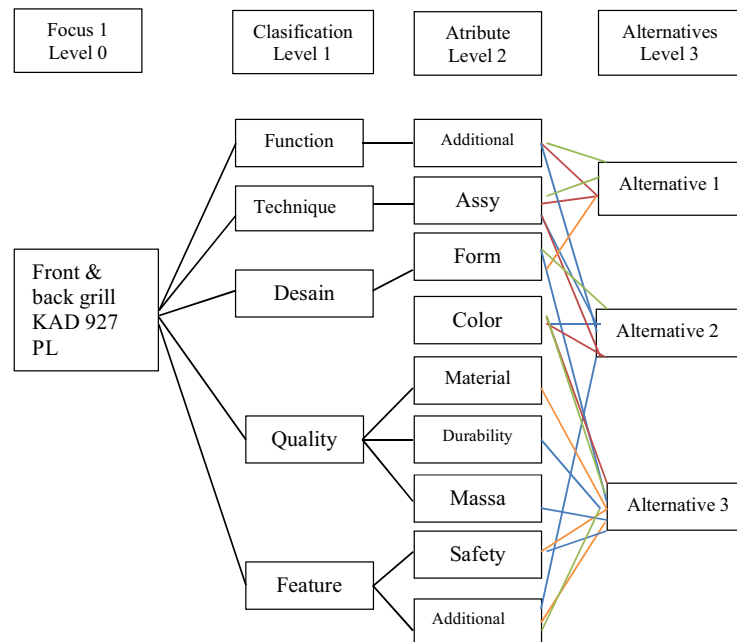 Focus 1
Level 0
Clasification
Level 1
Atribute
Level 2
Alternatives
Level 3
Function
Additional
Alternative 1
Technique
Assy
Front &
back grill
KAD 927
PL
Desain
Form
Color
Alternative 2
Material
Quality
Durability
Massa
Alternative 3
Safety
Feature
Additional